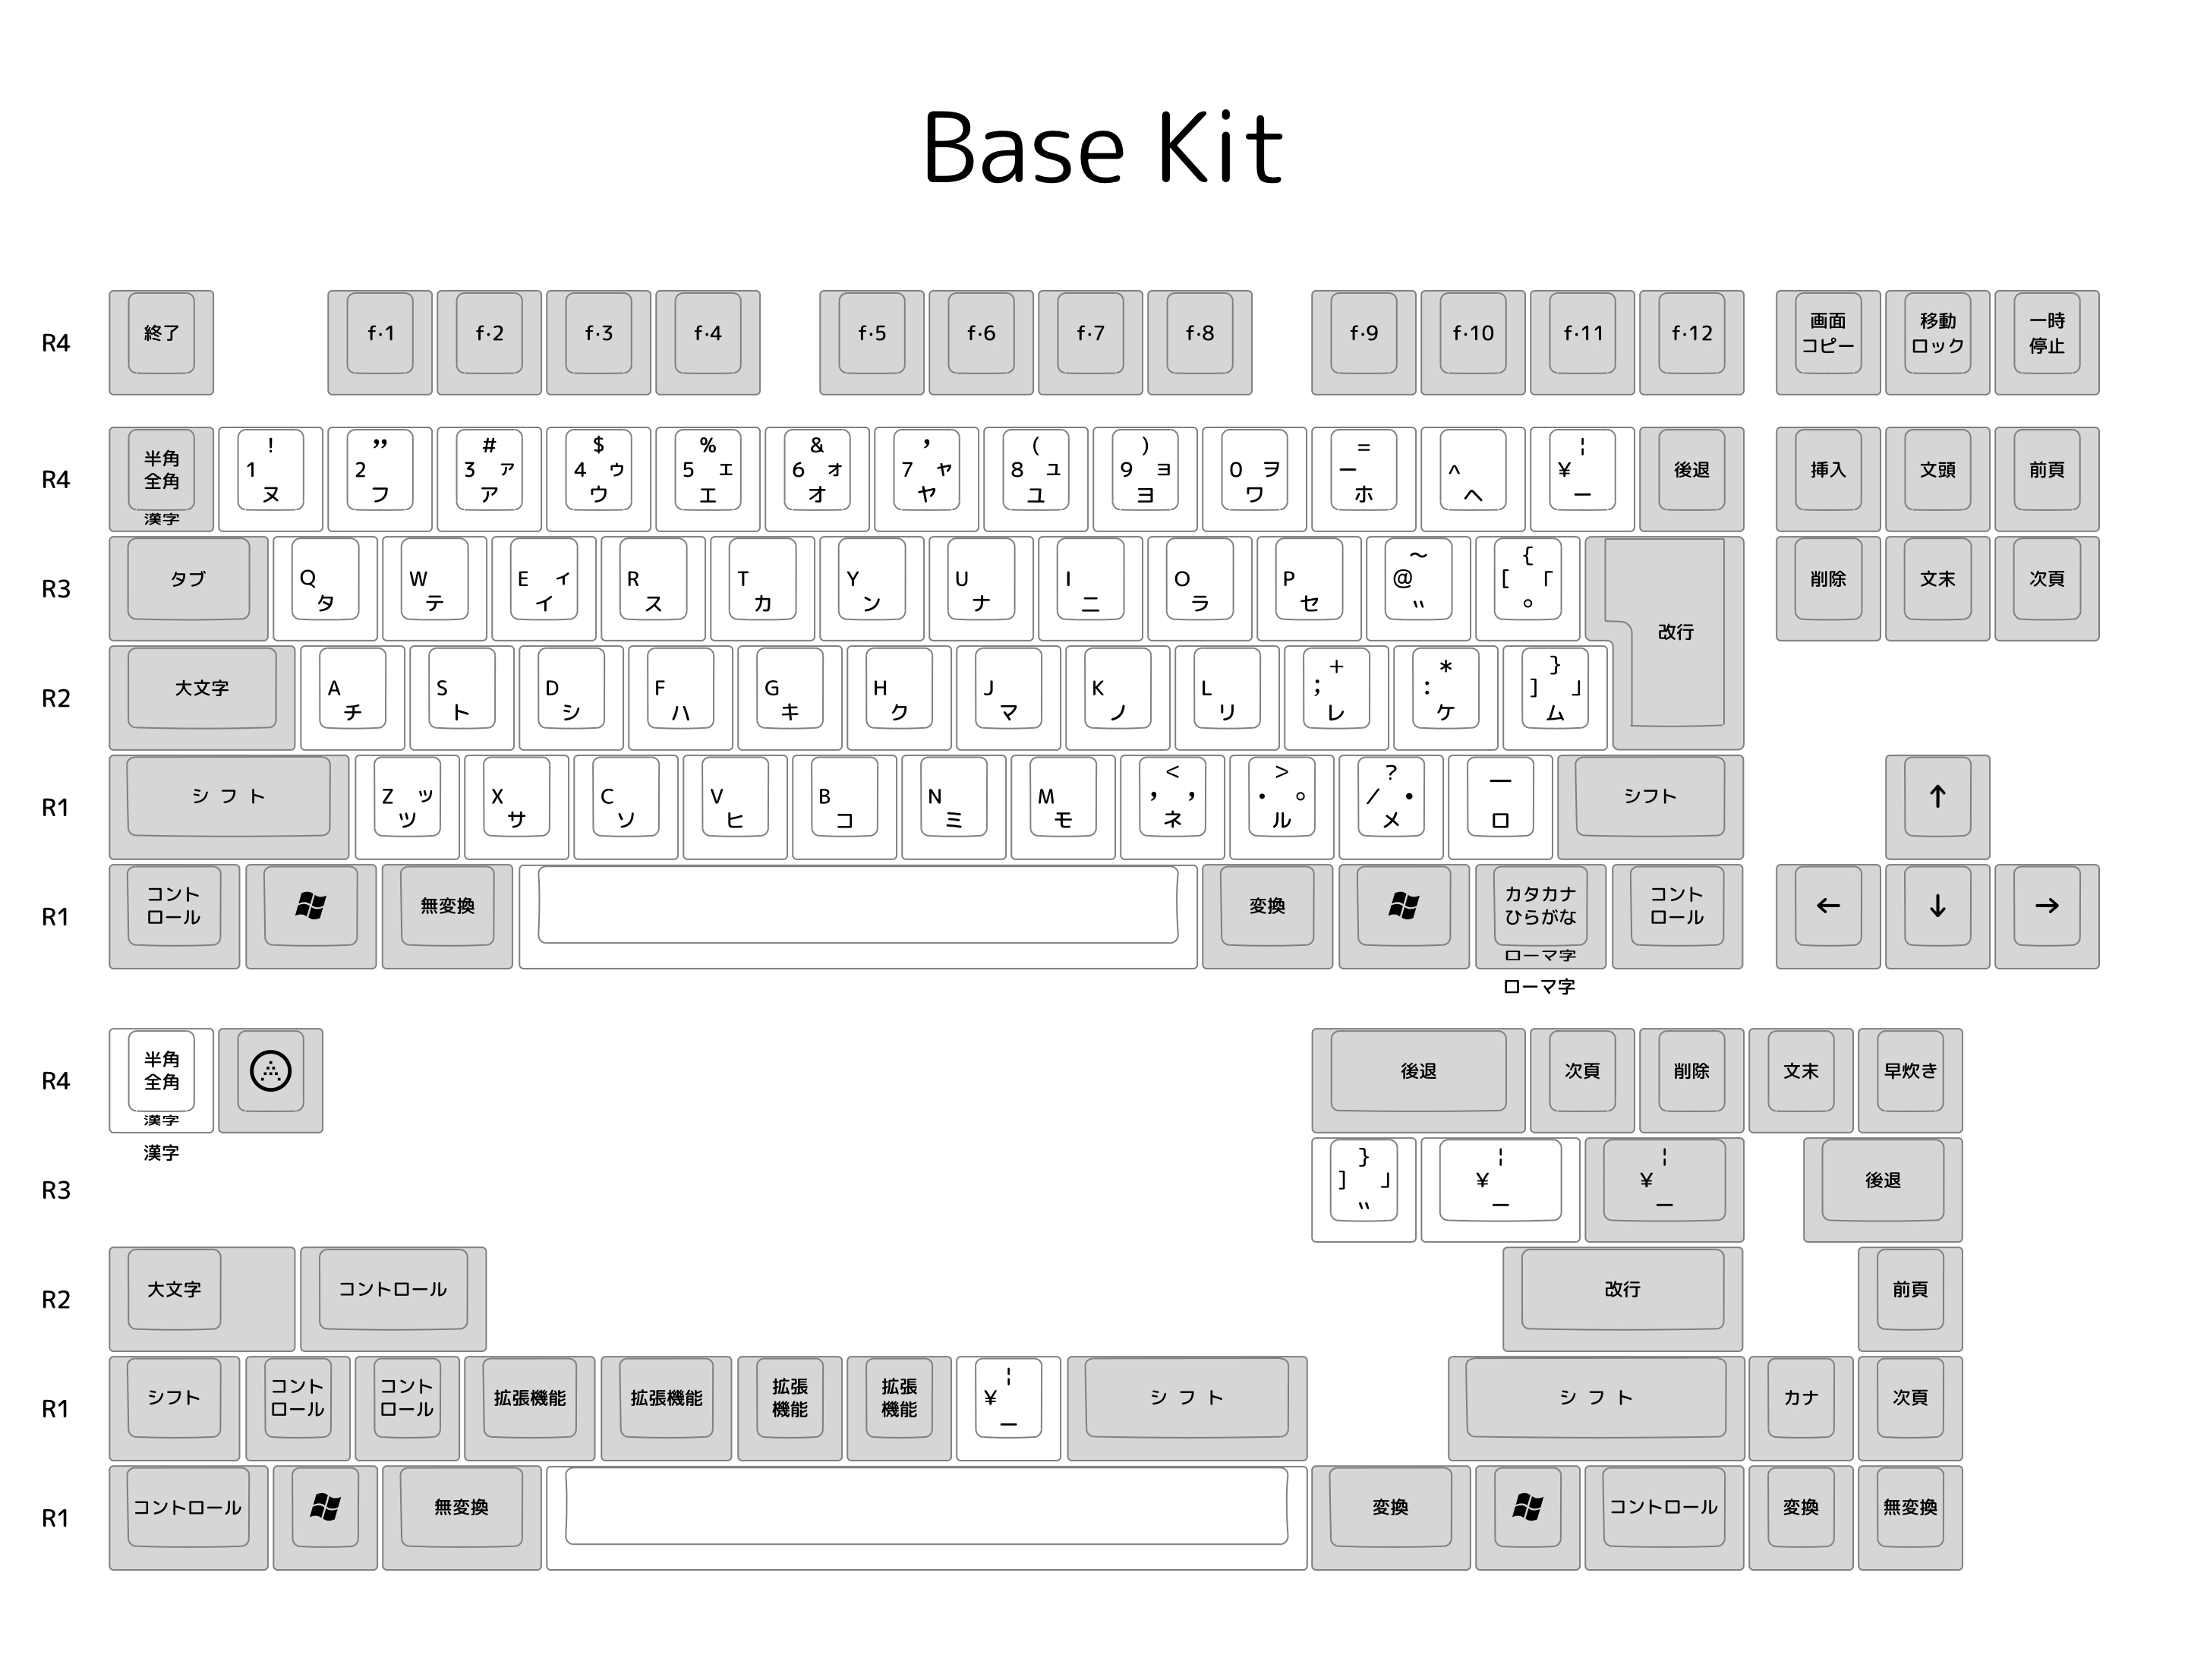 Base Kit
R4 終了 f·1 f·2 f·3 f·4 f·5 f·6 f·7 f·8 f·9 f·10 f·11 f·12 画面 移動 一時
コピー ロック 停止
! ” # $ % & ’ ( ) = ¦
R4 半角 1 2 3 ァ 4 ゥ 5 ェ 6 ォ 7 ャ 8 ュ 9 ョ 0 ヲ ー ^ ¥ 後退 挿入 文頭 前頁
全角 ヌ フ ア ウ エ オ ヤ ユ ヨ ワ ホ ヘ ー
漢字
~ {
R3 タブ Q W E ィ R T Y U I O P @ [ 「 改行 削除 文末 次頁
タ テ イ ス カ ン ナ ニ ラ セ ゛ ゜
+ * }
R2 大文字 A S D F G H J K L ; : ] 」
チ ト シ ハ キ ク マ ノ リ レ ケ ム
< > ? _
R1 シフト Z ッ X C V B N M , 、 . 。 / ・ シフト ↑
ツ サ ソ ヒ コ ミ モ ネ ル メ ロ
R1 コント 無変換 変換 カタカナ コント ← ↓ →
ロール ひらがな ロール
ローマ字
ローマ字
R4 半角 後退 次頁 削除 文末 早炊き
全角
漢字
漢字
} ¦ ¦
R3 ] 」 ¥ ¥ 後退
゛ ー ー
R2 大文字 コントロール 改行 前頁
R1 シフト コント コント 拡張機能 拡張機能 拡張 拡張 ¦ シフト シフト カナ 次頁
ロール ロール 機能 機能 ¥
ー
R1 コントロール 無変換 変換 コントロール 変換 無変換